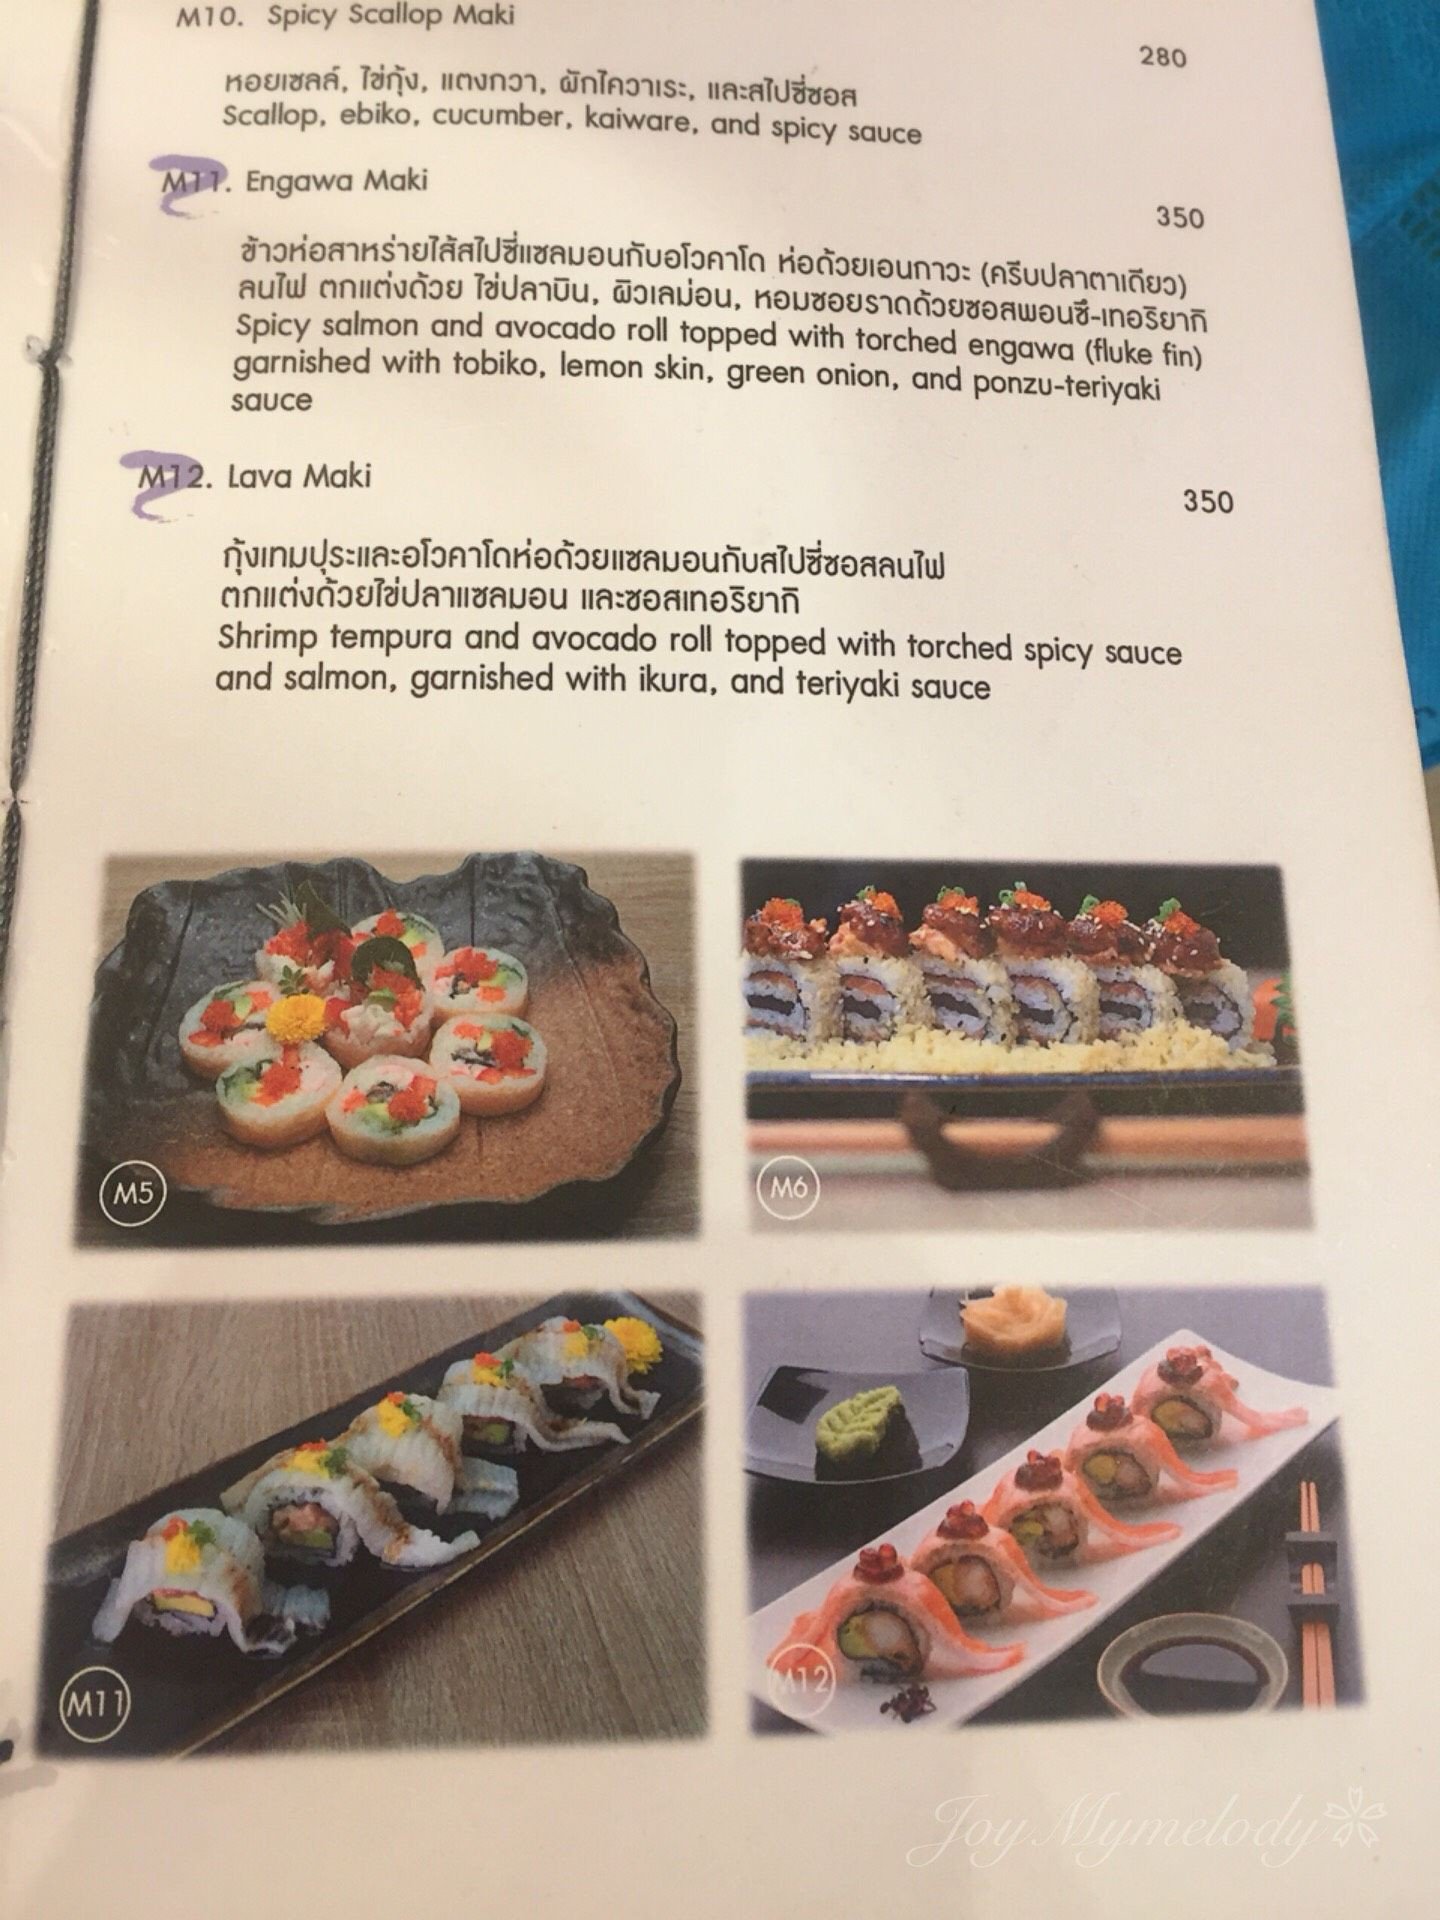 M10. Spicy Scallop Maki
280
หอยเชลล์, ไข่กุ้ง, แตงกวา, ผักไควาเระ, และสไปซี่ซอส
Scallop, ebiko, cucumber, kaiware, and spicy sauce
M11. Engawa Maki
350
ข้าวห่อสาหร่ายไส้สไปซี่แซลมอนกับอโวคาโด ห่อด้วยเอนกาวะ (ครีบปลาตาเดียว)
ลนไฟ ตกแต่งด้วย ไข่ปลาบิน, ผิวเลม่อน, หอมซอยราดด้วยซอสพอนซึ-เทอริยากิ
Spicy salmon and avocado roll topped with torched engawa (fluke fin)
garnished with tobiko, lemon skin, green onion, and ponzu-teriyaki
sauce
M12. Lava Maki
350
กุ้งเทมปุระและอโวคาโดห่อด้วยแซลมอนกับสไปซี่ซอสลนไฟ
ตกแต่งด้วยไข่ปลาแซลมอน และซอสเทอริยากิ
Shrimp tempura and avocado roll topped with torched spicy sauce
and salmon, garnished with ikura, and teriyaki sauce
M5
M6
M11
M12
JoyMymelody